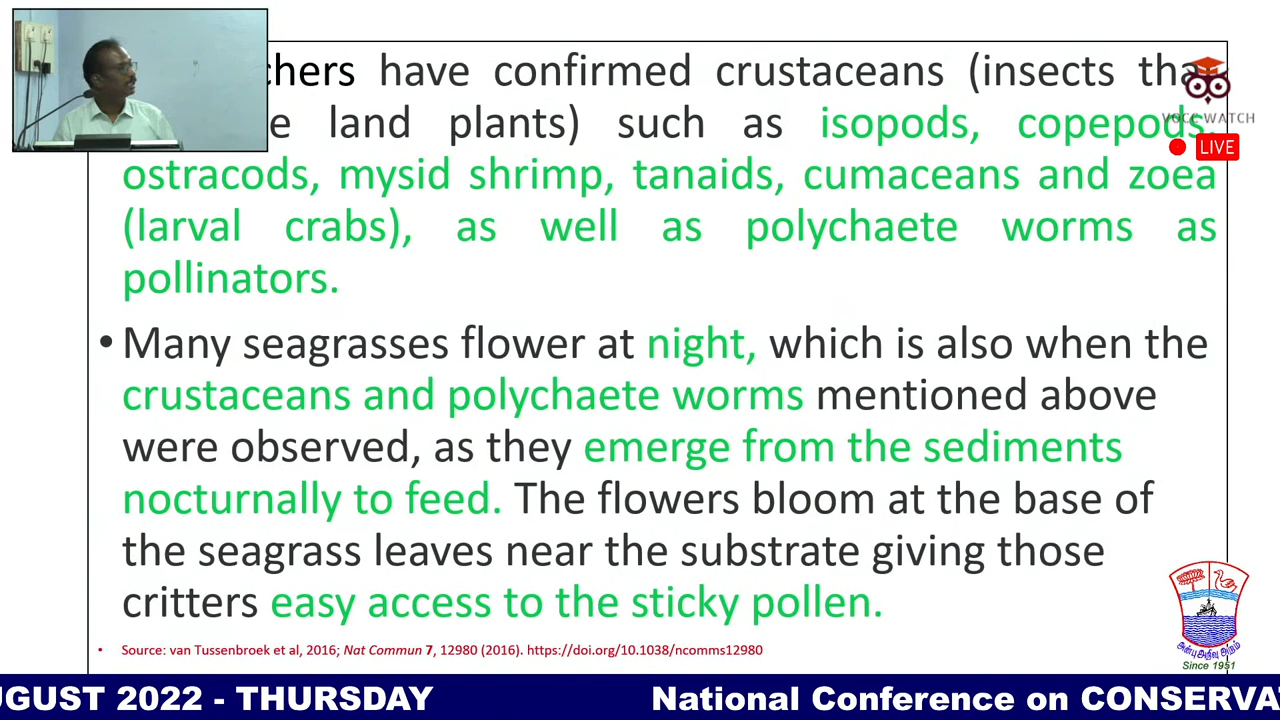 chers have confirmed crustaceans (insects tha
e land plants) such as isopods, copepods,
ostracods, mysid shrimp, tanaids, cumaceans and zoea
(larval crabs), as well as polychaete worms as
pollinators.
• Many seagrasses flower at night, which is also when the
crustaceans and polychaete worms mentioned above
were observed, as they emerge from the sediments
nocturnally to feed. The flowers bloom at the base of
the seagrass leaves near the substrate giving those
critters easy access to the sticky pollen.
• Source: van Tussenbroek et al, 2016; Nat Commun 7, 12980 (2016). https://doi.org/10.1038/ncomms12980
VOCC WATCH
LIVE
Since 1951
UGUST 2022 - THURSDAY National Conference on CONSERVA